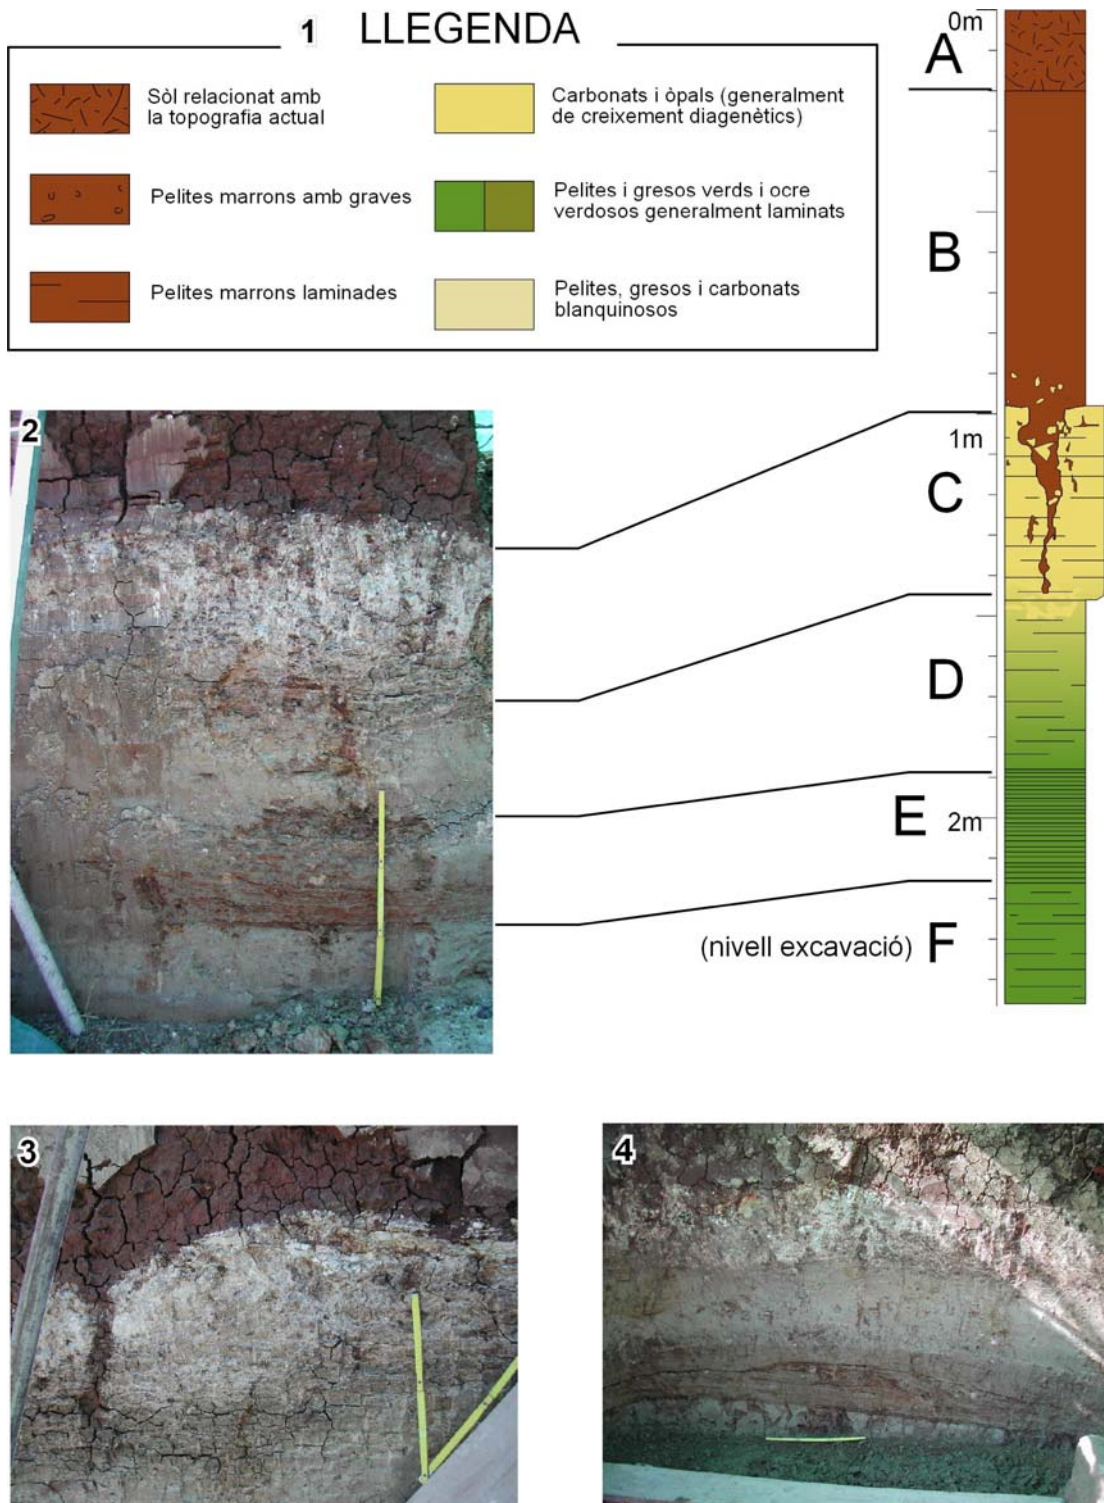 1 LLEGENDA
Sòl relacionat amb
la topografia actual
Pelites marrons amb graves
Pelites marrons laminades
Carbonats i òpals (generalment
de creixement diagenètics)
Pelites i gresos verds i ocre
verdosos generalment laminats
Pelites, gresos i carbonats
blanquinosos
0m
A
B
1m
C
D
E 2m
(nivell excavació) F
2
3
4